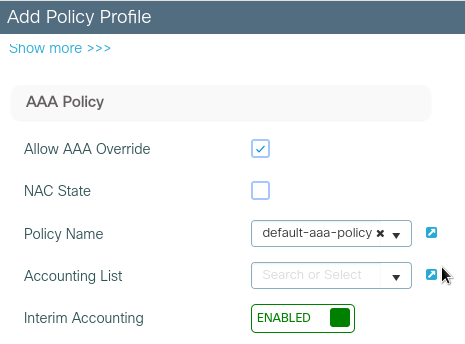 Add Policy Profile
Show more >>>
AAA Policy
Allow AAA Override
NAC State
Policy Name default-aaa-policy ✖
Accounting List Search or Select
Interim Accounting ENABLED